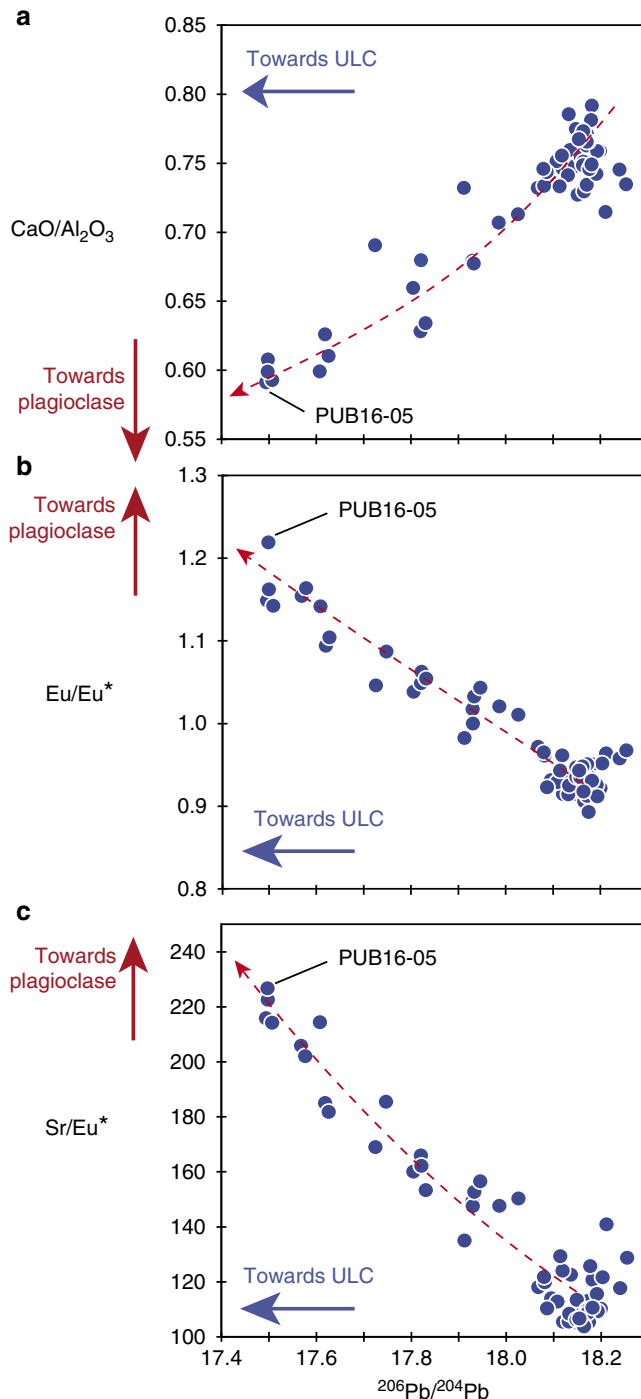 a
0.85
Towards ULC
0.80
0.75
CaO/Al₂O₃
0.70
0.65
Towards
plagioclase
0.60
PUB16-05
0.55
b
1.3
Towards
plagioclase
PUB16-05
1.2
1.1
Eu/Eu*
1.0
0.9
Towards ULC
0.8
c
240
Towards
plagioclase
PUB16-05
220
200
180
Sr/Eu*
160
140
Towards ULC
120
100
17.4 17.6 17.8 18.0 18.2
²⁰⁶Pb/²⁰⁴Pb